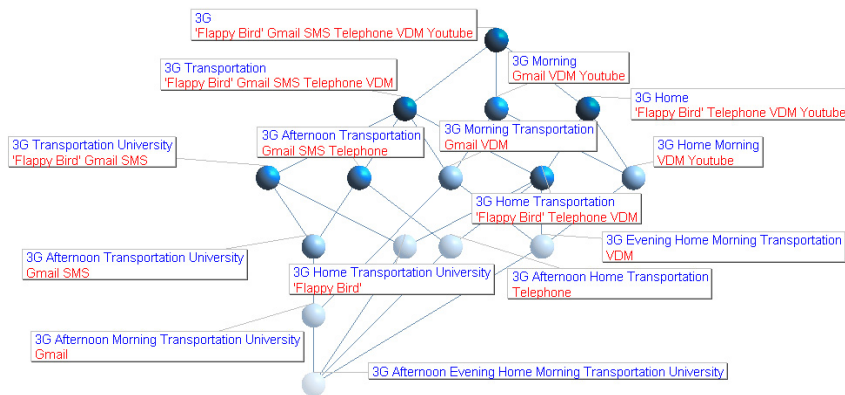 3G
'Flappy Bird' Gmail SMS Telephone VDM Youtube
3G Morning
Gmail VDM Youtube
3G Transportation
'Flappy Bird' Gmail SMS Telephone VDM
3G Home
'Flappy Bird' Telephone VDM Youtube
3G Afternoon Transportation
Gmail SMS Telephone
3G Morning Transportation
Gmail VDM
3G Transportation University
'Flappy Bird' Gmail SMS
3G Home Morning
VDM Youtube
3G Home Transportation
'Flappy Bird' Telephone VDM
3G Evening Home Morning Transportation
VDM
3G Afternoon Transportation University
Gmail SMS
3G Home Transportation University
'Flappy Bird'
3G Afternoon Home Transportation
Telephone
3G Afternoon Morning Transportation University
Gmail
3G Afternoon Evening Home Morning Transportation University